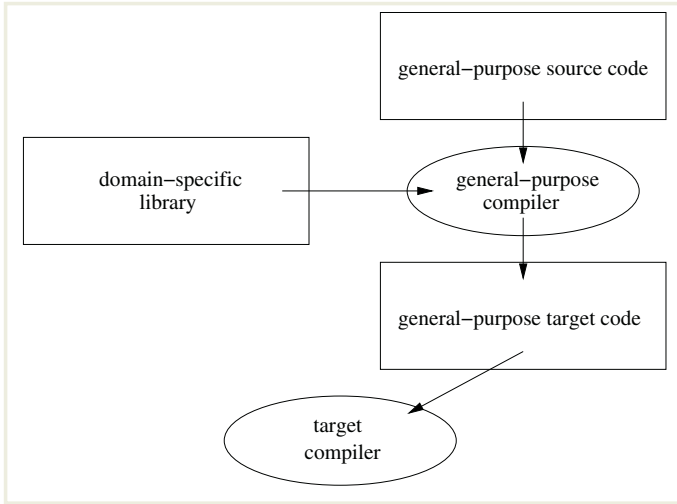 general−purpose source code
domain−specific
library
general−purpose
compiler
general−purpose target code
target
compiler